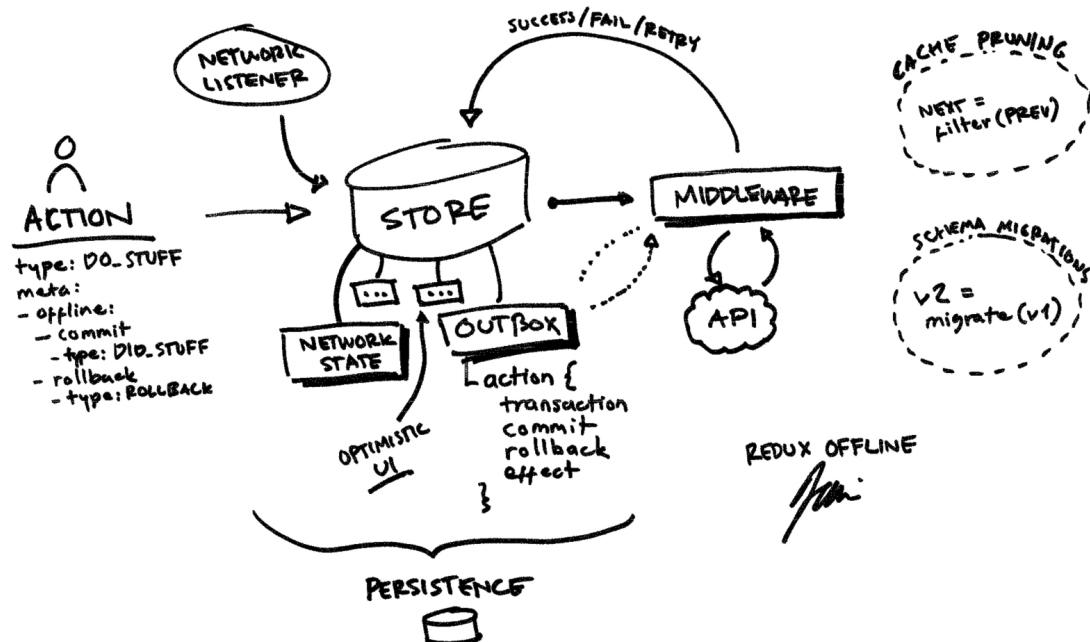 SUCCESS/FAIL/RETRY
NETWORK
LISTENER
CACHE PRUNING
NEXT =
filter(PREV)
ACTION
type: DO_STUFF
meta:
- offline:
- commit
- type: DID_STUFF
- rollback
- type: ROLLBACK
STORE
MIDDLEWARE
API
SCHEMA MIGRATIONS
v2 =
migrate(v1)
...
...
NETWORK
STATE
OUTBOX
action {
transaction
commit
rollback
effect
}
OPTIMISTIC
UI
REDUX OFFLINE
PERSISTENCE